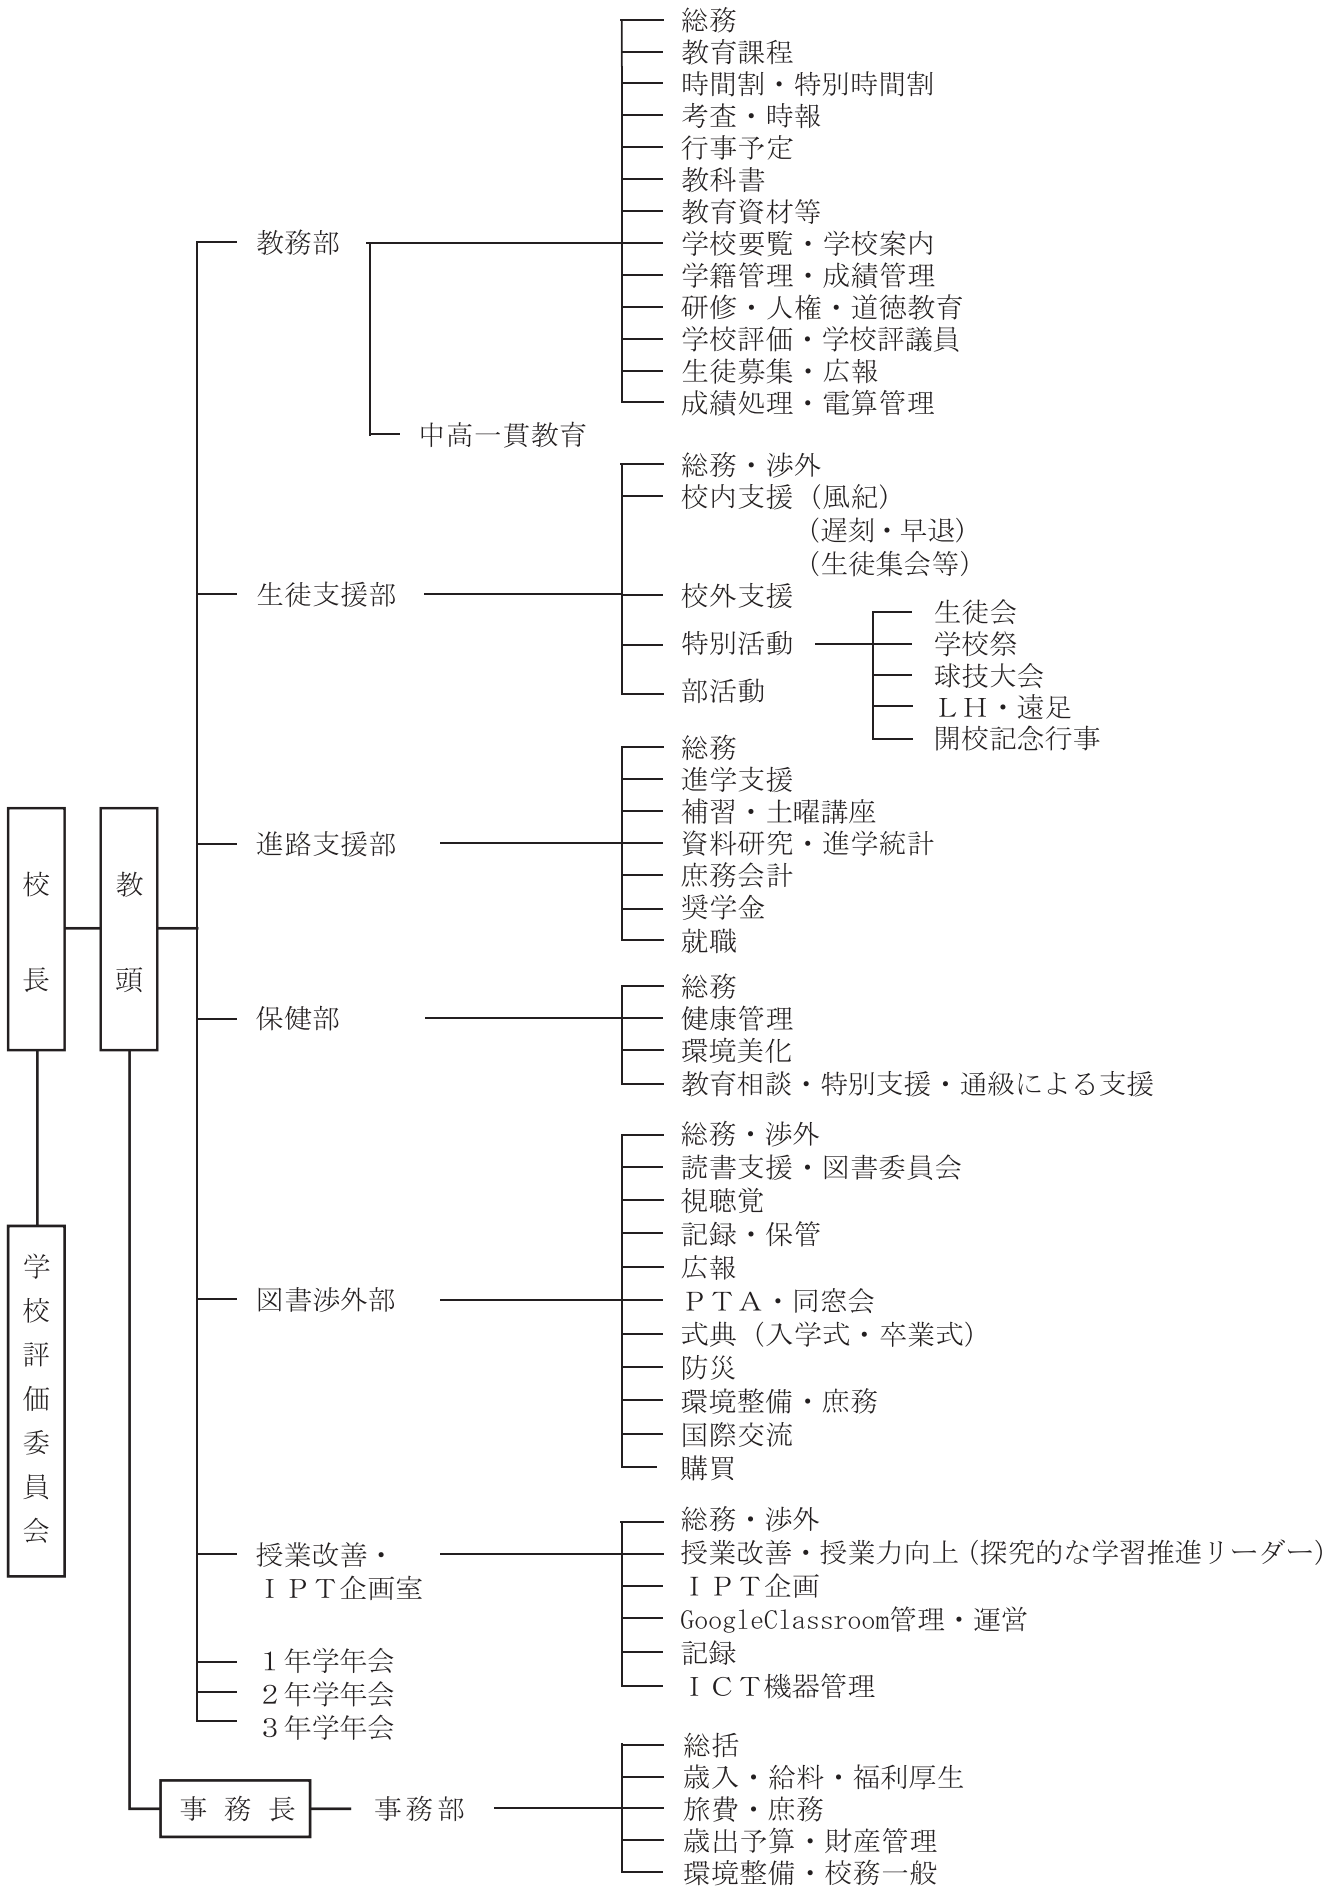 校長
教頭
学校評価委員会
教務部
総務
教育課程
時間割・特別時間割
考査・時報
行事予定
教科書
教育資材等
学校要覧・学校案内
学籍管理・成績管理
研修・人権・道徳教育
学校評価・学校評議員
生徒募集・広報
成績処理・電算管理
中高一貫教育
生徒支援部
総務・渉外
校内支援（風紀）
（遅刻・早退）
（生徒集会等）
校外支援
特別活動
生徒会
学校祭
球技大会
ＬＨ・遠足
開校記念行事
部活動
進路支援部
総務
進学支援
補習・土曜講座
資料研究・進学統計
庶務会計
奨学金
就職
保健部
総務
健康管理
環境美化
教育相談・特別支援・通級による支援
図書渉外部
総務・渉外
読書支援・図書委員会
視聴覚
記録・保管
広報
ＰＴＡ・同窓会
式典（入学式・卒業式）
防災
環境整備・庶務
国際交流
購買
授業改善・
ＩＰＴ企画室
総務・渉外
授業改善・授業力向上（探究的な学習推進リーダー）
ＩＰＴ企画
GoogleClassroom管理・運営
記録
ＩＣＴ機器管理
１年学年会
２年学年会
３年学年会
事務長
事務部
総括
歳入・給料・福利厚生
旅費・庶務
歳出予算・財産管理
環境整備・校務一般